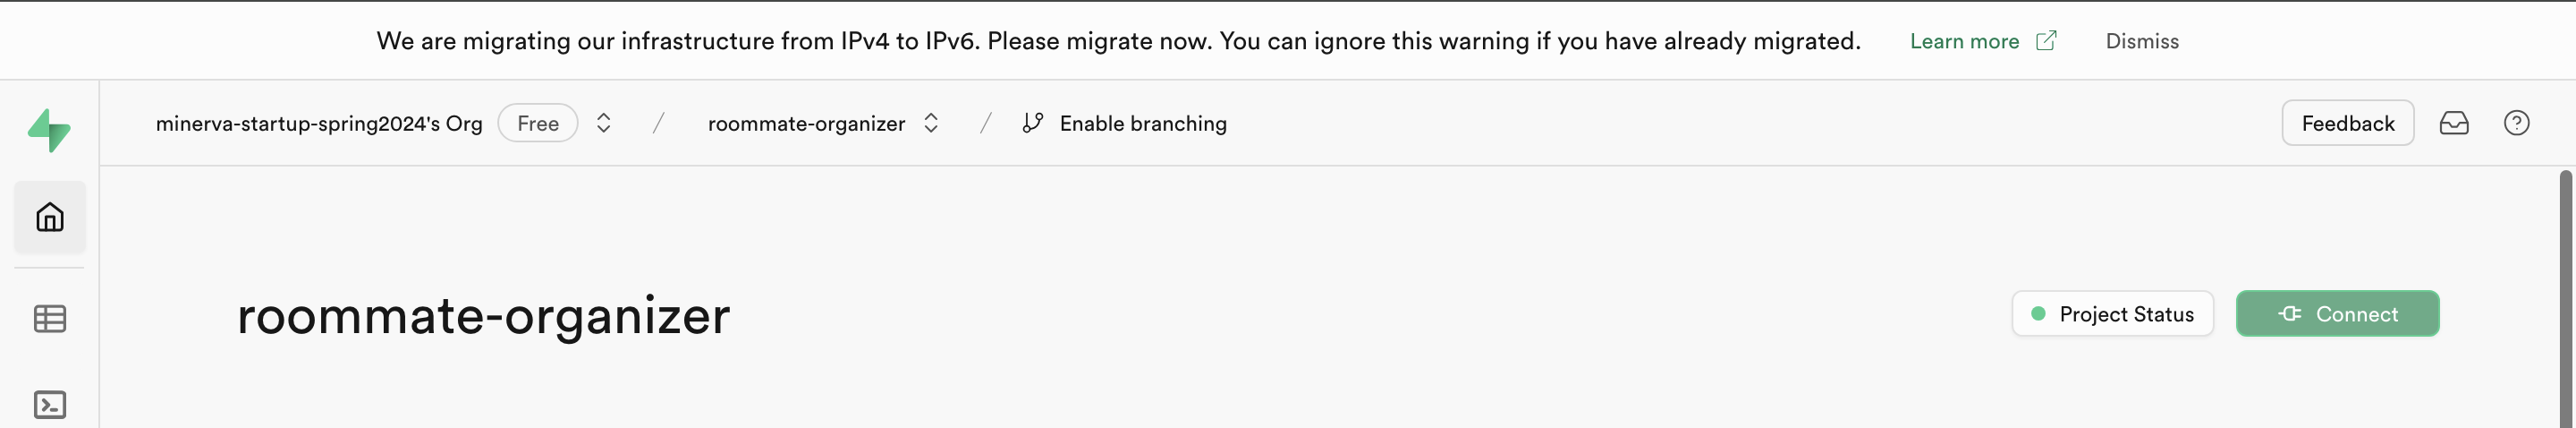 We are migrating our infrastructure from IPv4 to IPv6. Please migrate now. You can ignore this warning if you have already migrated. Learn more Dismiss
minerva-startup-spring2024's Org Free / roommate-organizer / Enable branching Feedback
roommate-organizer Project Status Connect